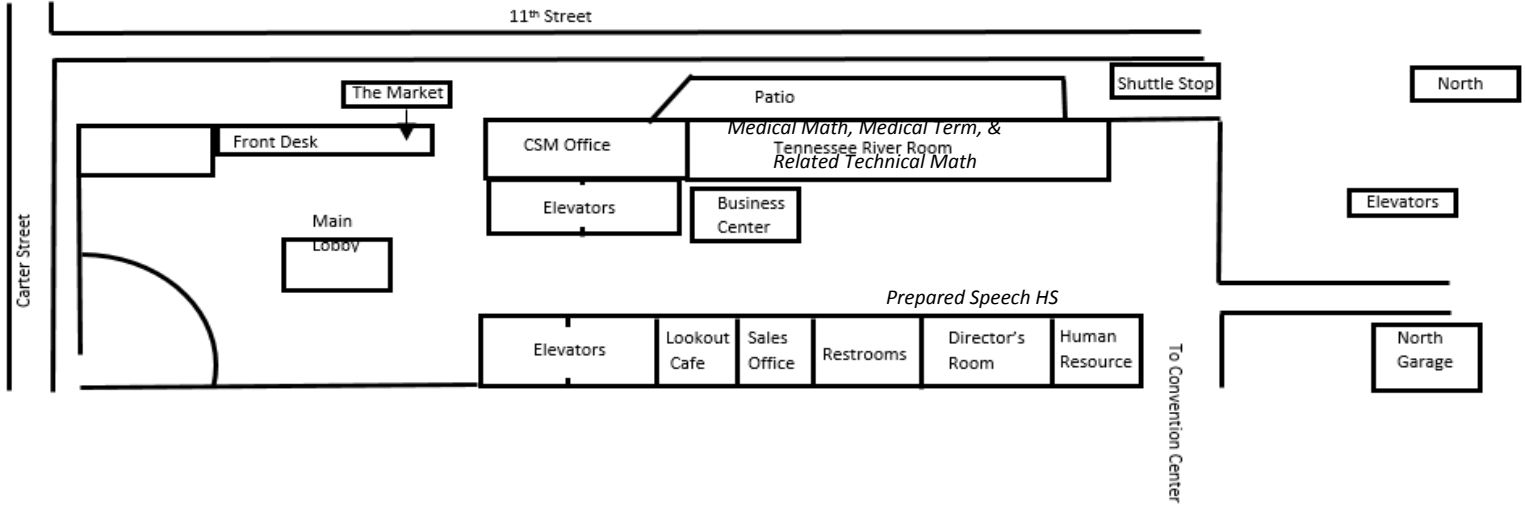 11th Street
The Market
Patio
Shuttle Stop
North
Front Desk
CSM Office
Medical Math, Medical Term, &
Tennessee River Room
Related Technical Math
Elevators
Business
Center
Elevators
Main
Lobby
Carter Street
Prepared Speech HS
Elevators
Lookout
Cafe
Sales
Office
Restrooms
Director's
Room
Human
Resource
North
Garage
To Convention Center